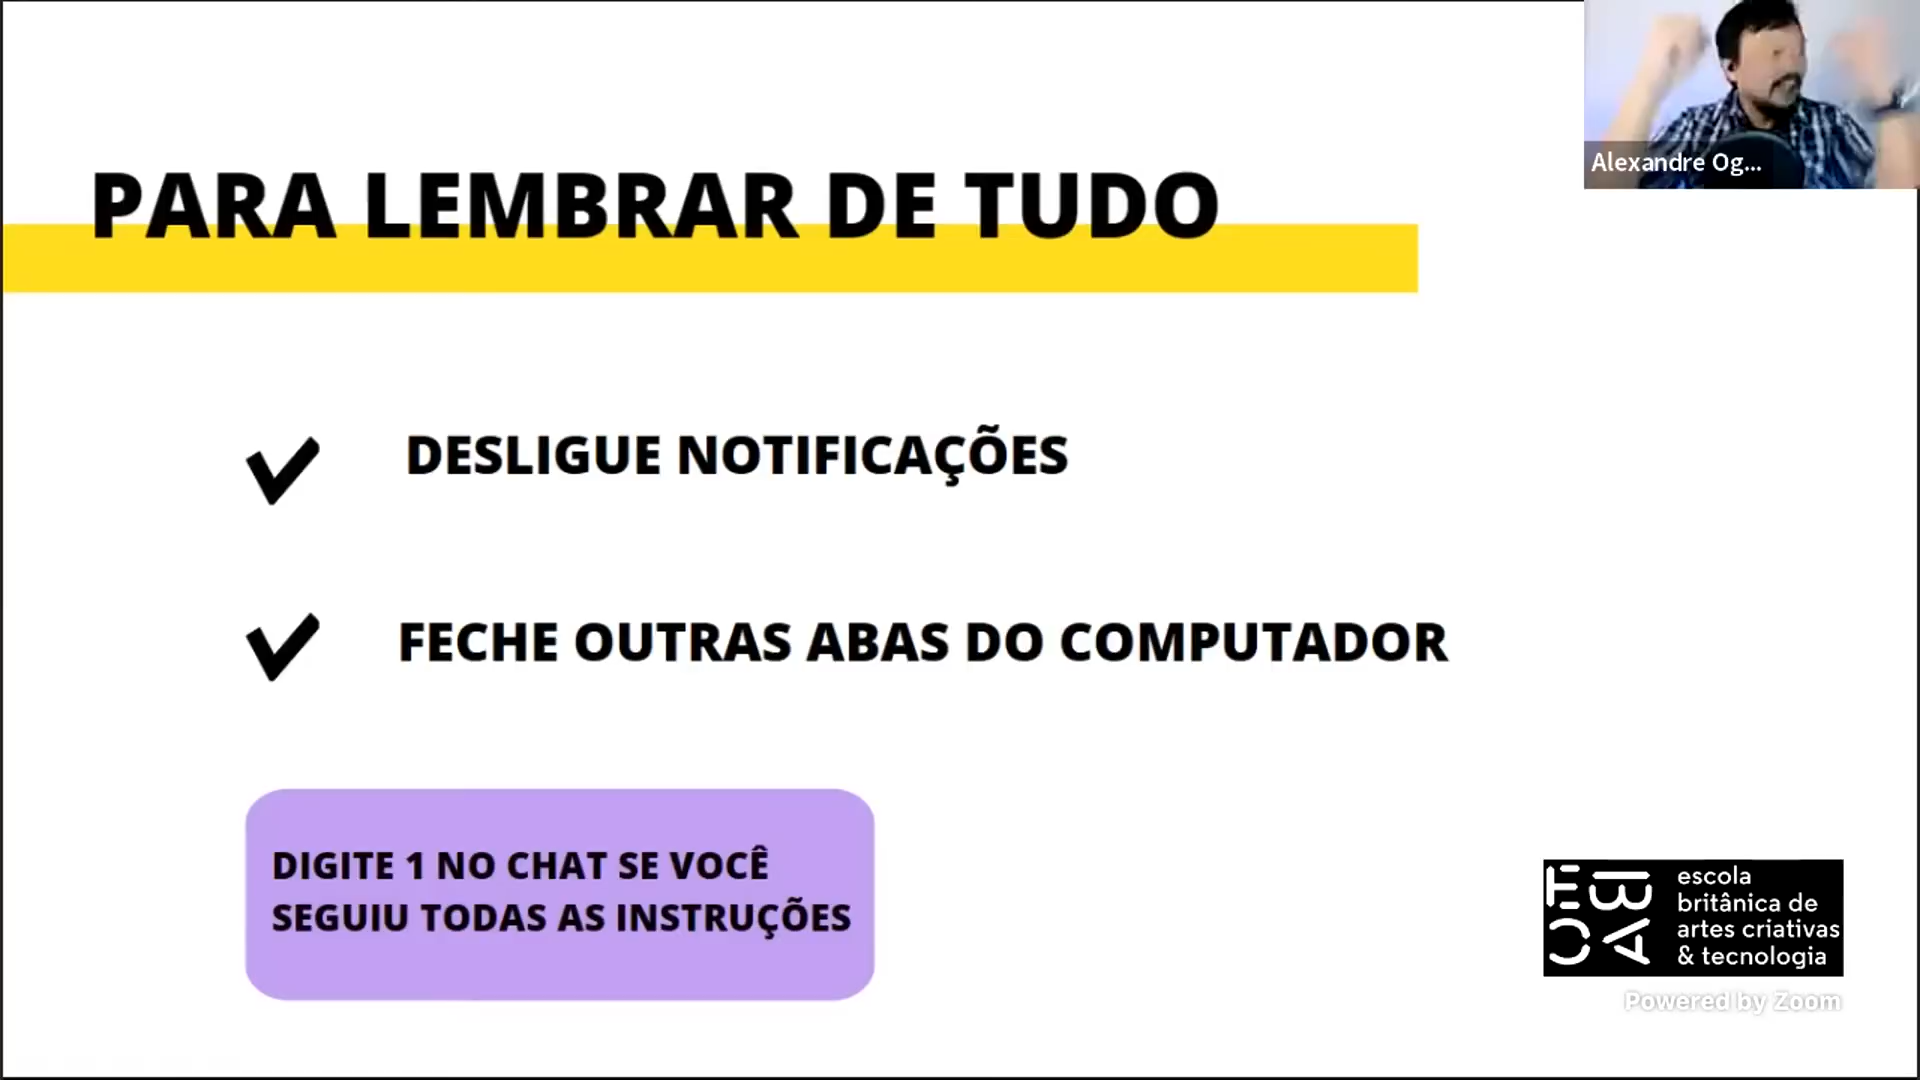 Alexandre Og...
PARA LEMBRAR DE TUDO
DESLIGUE NOTIFICAÇÕES
FECHE OUTRAS ABAS DO COMPUTADOR
DIGITE 1 NO CHAT SE VOCÊ
SEGUIU TODAS AS INSTRUÇÕES
EBAC
escola
britânica de
artes criativas
& tecnologia
Powered by Zoom